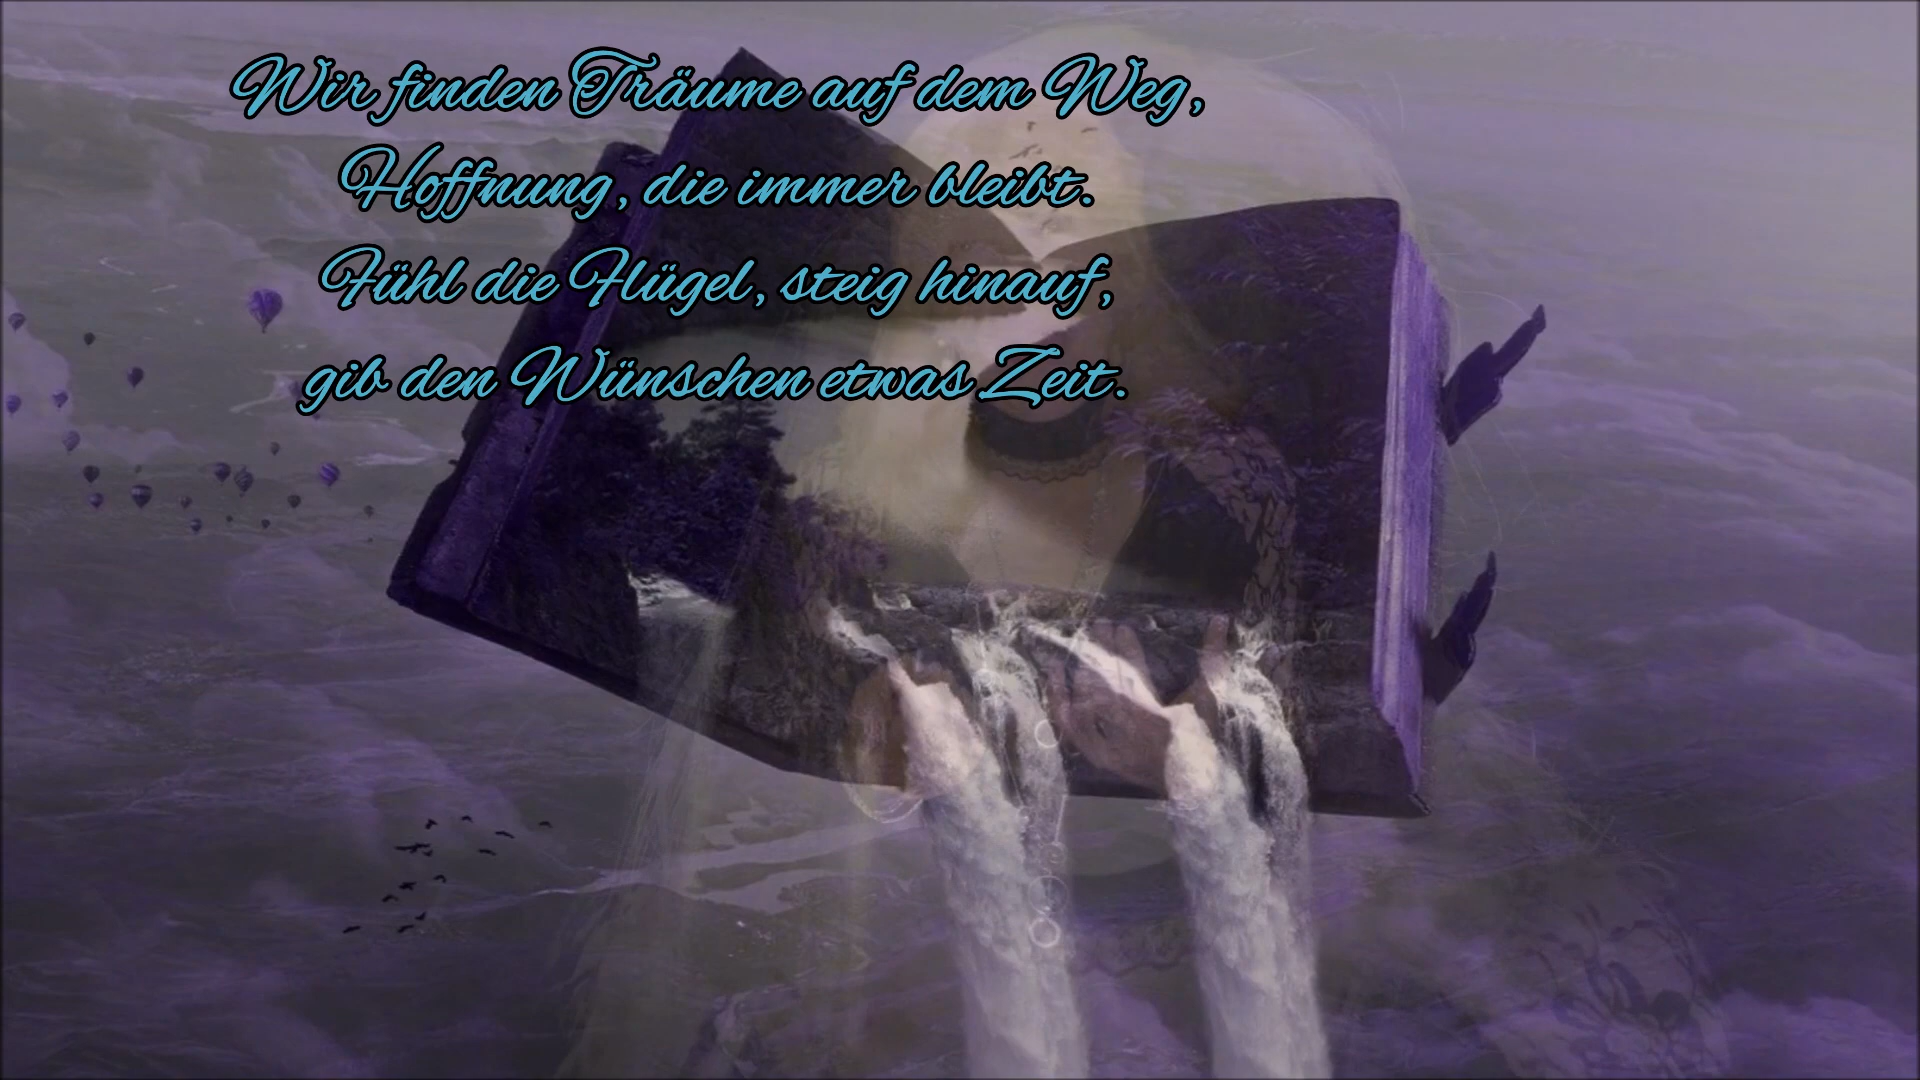 Wir finden Träume auf dem Weg,
Hoffnung, die immer bleibt.
Fühl die Flügel, steig hinauf,
gib den Wünschen etwas Zeit.